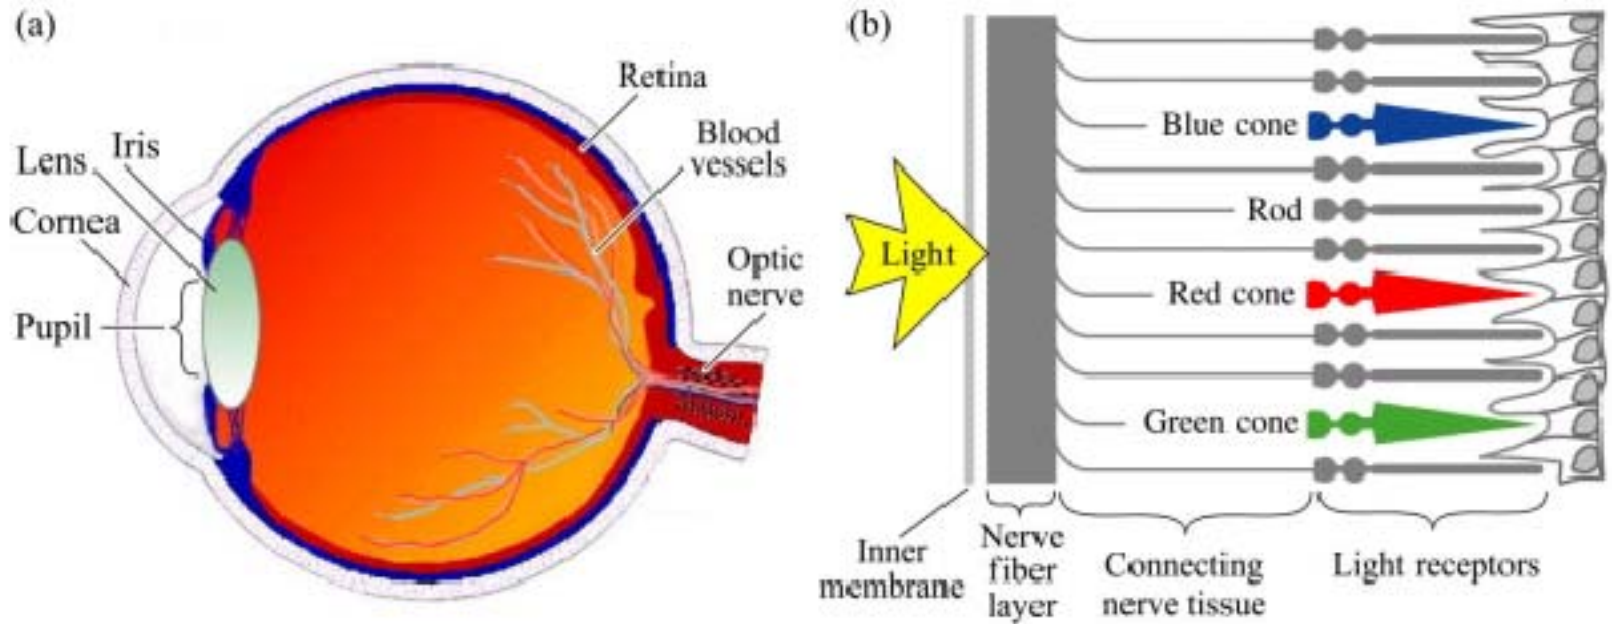 (a)
Retina
Blood
vessels
Iris
Lens
Cornea
Optic
nerve
Pupil
(b)
Blue cone
Rod
Light
Red cone
Green cone
Inner
membrane
Nerve
fiber
layer
Connecting
nerve tissue
Light receptors